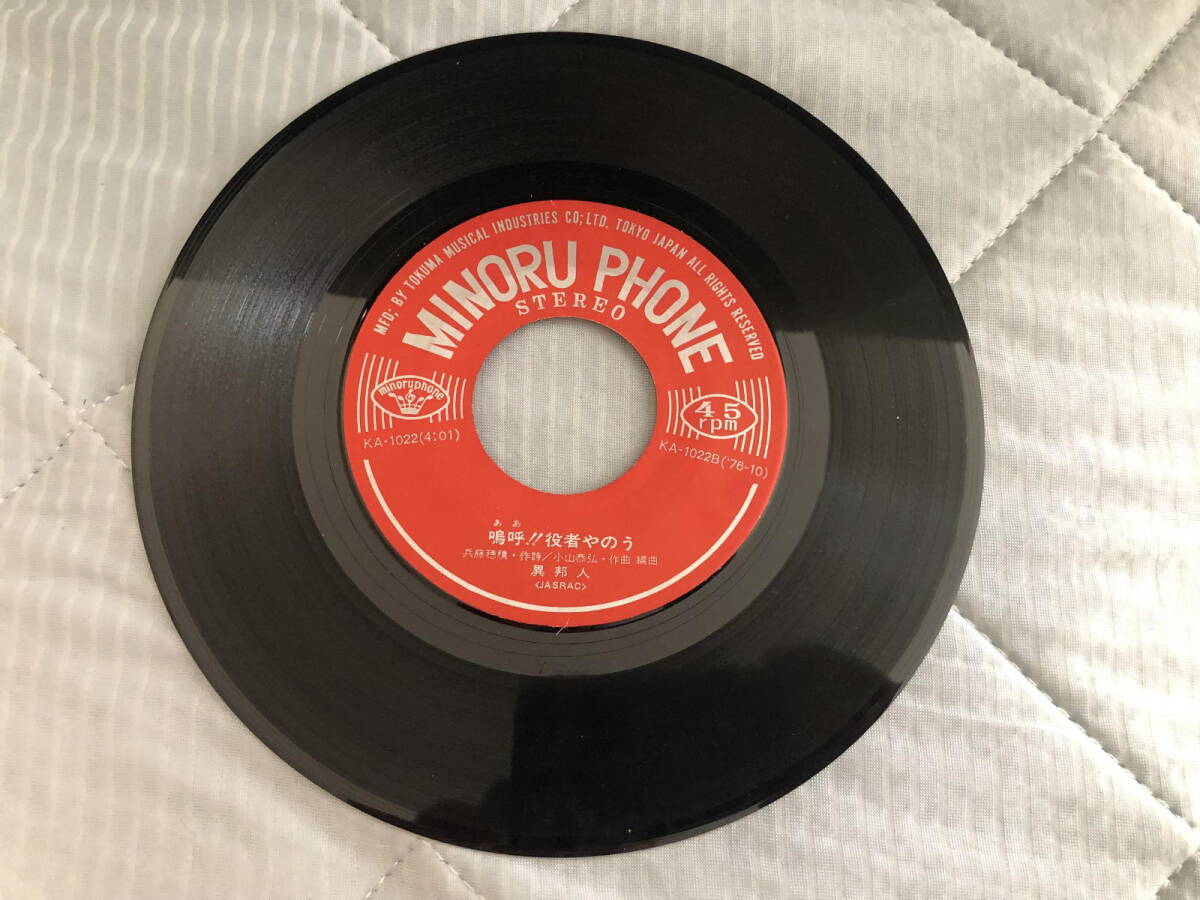 MFD; BY TOKUMA MUSICAL INDUSTRIES CO; LTD. TOKYO JAPAN ALL RIGHTS RESERVED
MINORU PHONE
STEREO
minoruphone
45
rpm
KA-1022(4:01)
KA-1022B('76-10)
ああ
嗚呼!!役者やのう
兵藤穂積・作詩/小山恭弘・作曲 編曲
異邦人
<JASRAC>